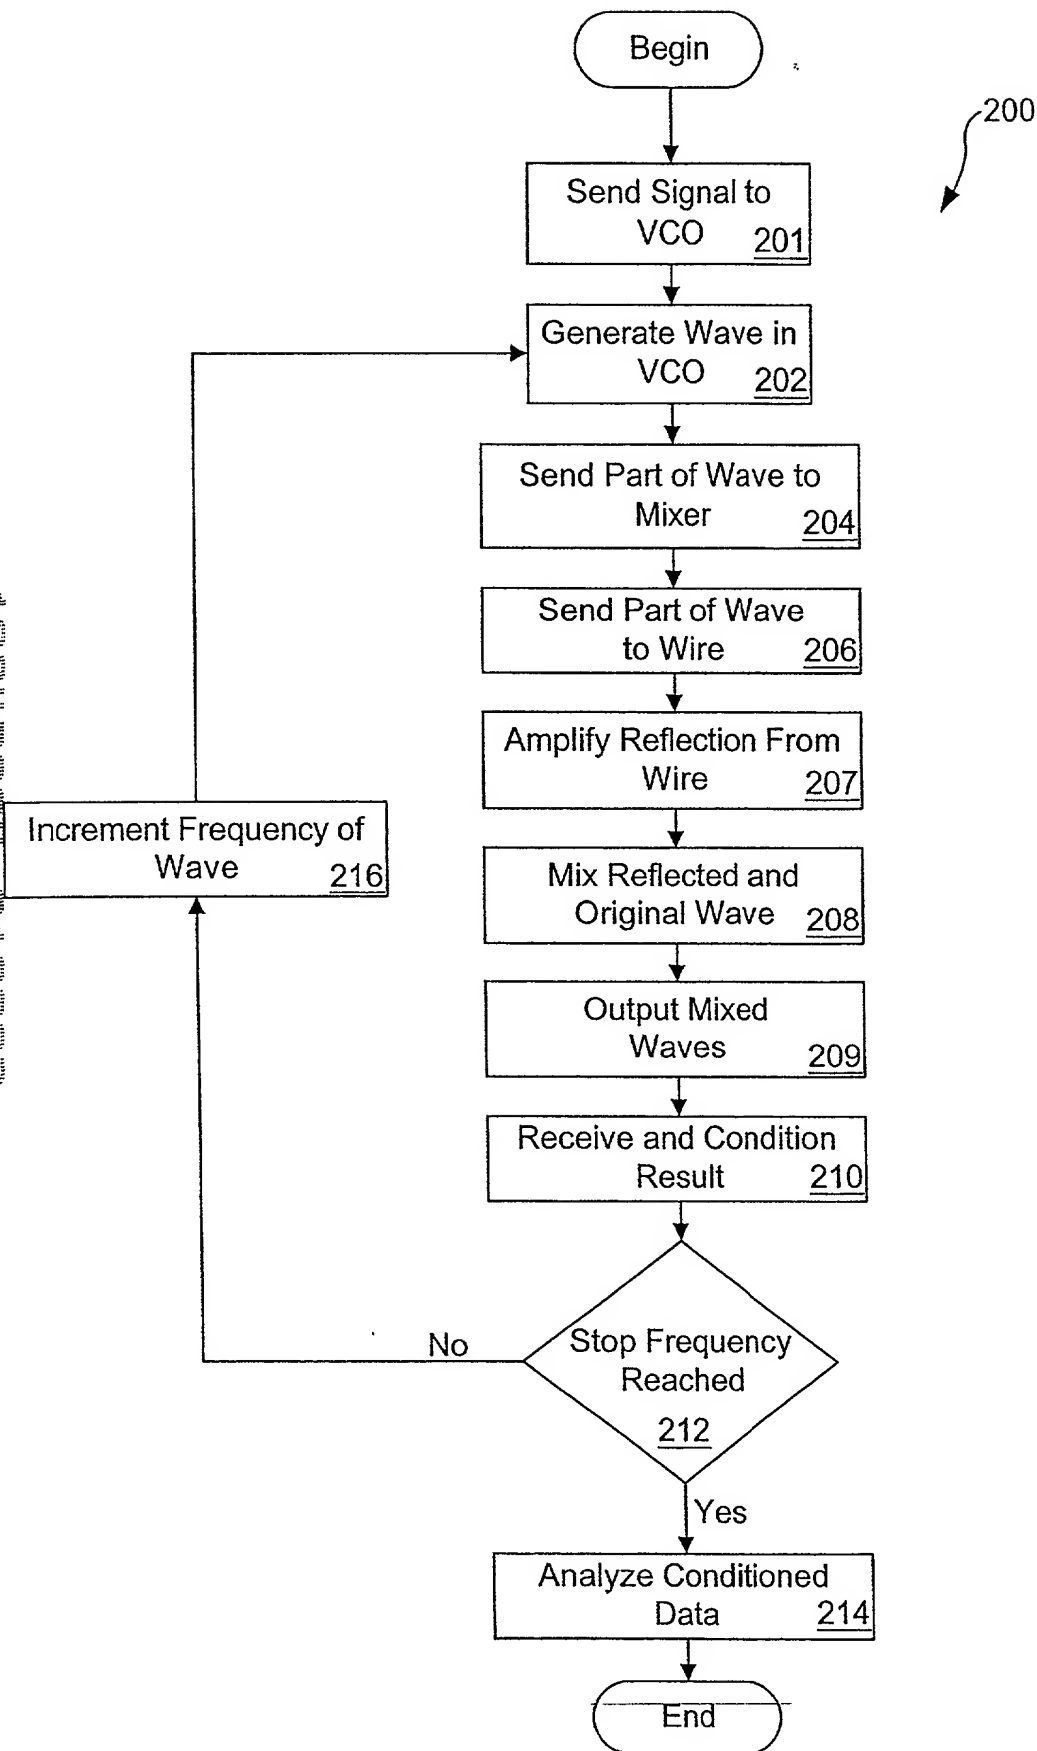 Begin
200
Send Signal to
VCO 201
Generate Wave in
VCO 202
Send Part of Wave to
Mixer 204
Send Part of Wave
to Wire 206
Amplify Reflection From
Wire 207
Increment Frequency of
Wave 216
Mix Reflected and
Original Wave 208
Output Mixed
Waves 209
Receive and Condition
Result 210
No
Stop Frequency
Reached
212
Yes
Analyze Conditioned
Data 214
End